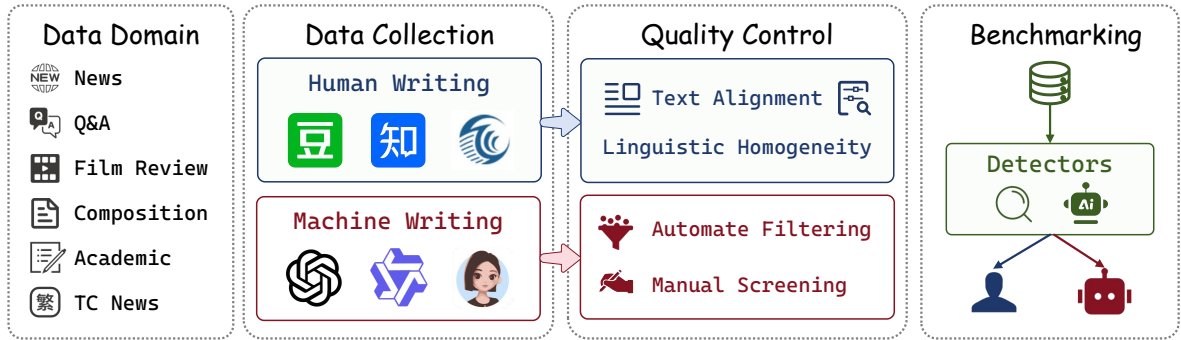 Data Domain
NEW News
Q A Q&A
Film Review
Composition
Academic
繁 TC News
Data Collection
Human Writing
豆 知
Machine Writing
Quality Control
Text Alignment
Linguistic Homogeneity
Automate Filtering
Manual Screening
Benchmarking
Detectors
Ai